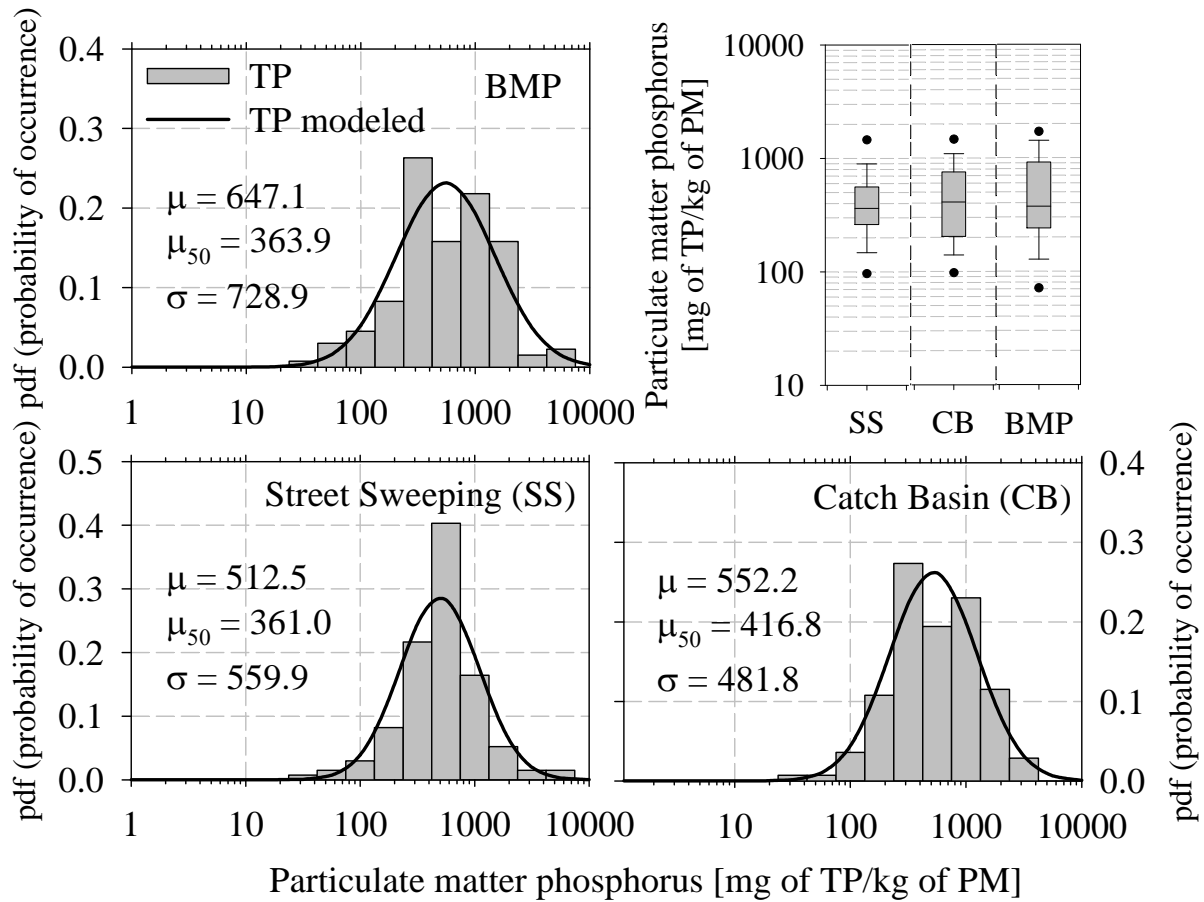 pdf (probability of occurrence)
0.4
0.3
0.2
0.1
0.0
TP
TP modeled
BMP
μ = 647.1
μ50 = 363.9
σ = 728.9
1 10 100 1000 10000
Particulate matter phosphorus
[mg of TP/kg of PM]
10000
1000
100
10
SS CB BMP
pdf (probability of occurrence)
0.5
0.4
0.3
0.2
0.1
0.0
Street Sweeping (SS)
μ = 512.5
μ50 = 361.0
σ = 559.9
1 10 100 1000 10000
Catch Basin (CB)
μ = 552.2
μ50 = 416.8
σ = 481.8
10 100 1000 10000
0.4
0.3
0.2
0.1
0.0
pdf (probability of occurrence)
Particulate matter phosphorus [mg of TP/kg of PM]